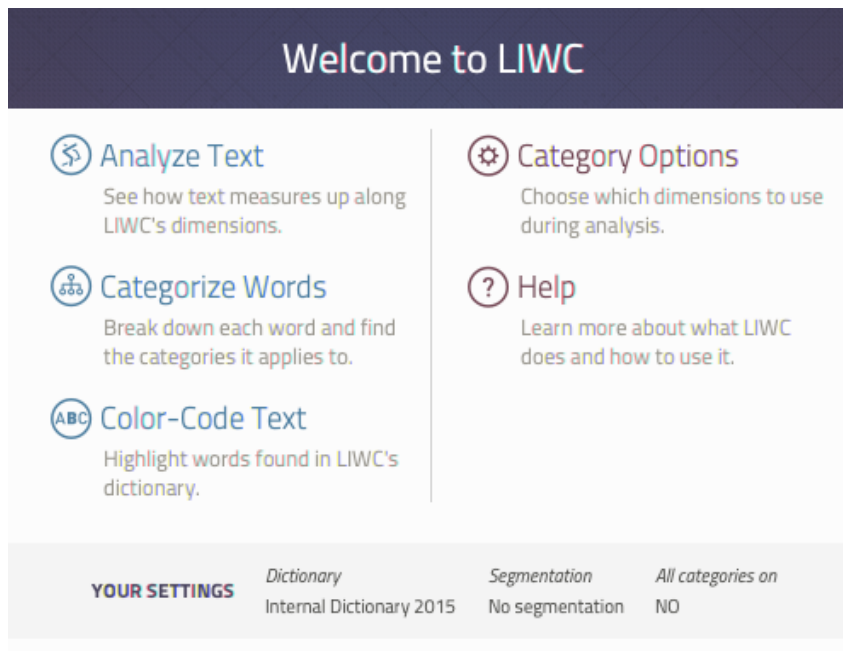 Welcome to LIWC
Analyze Text
See how text measures up along
LIWC's dimensions.
Categorize Words
Break down each word and find
the categories it applies to.
ABC Color-Code Text
Highlight words found in LIWC's
dictionary.
Category Options
Choose which dimensions to use
during analysis.
? Help
Learn more about what LIWC
does and how to use it.
YOUR SETTINGS
Dictionary
Internal Dictionary 2015
Segmentation
No segmentation
All categories on
NO